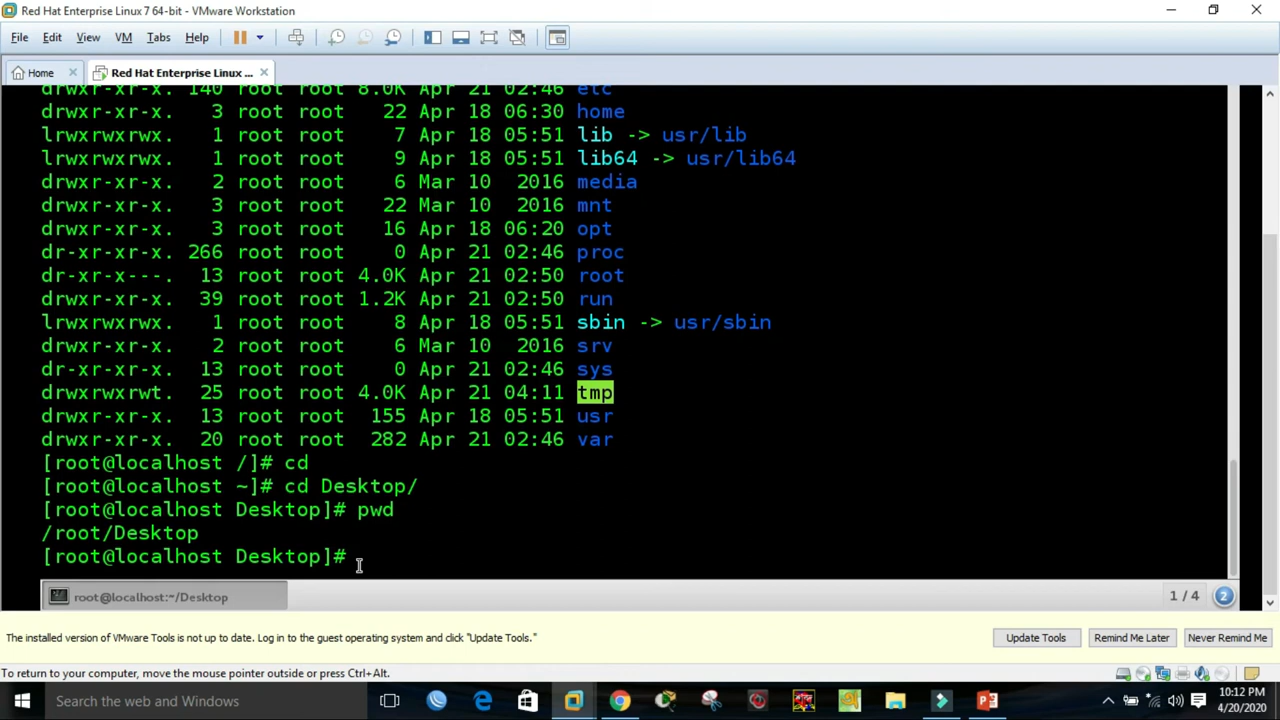 Red Hat Enterprise Linux 7 64-bit - VMware Workstation
File Edit View VM Tabs Help
Home Red Hat Enterprise Linux ...
drwxr-xr-x. 140 root root 8.0K Apr 21 02:46 etc
drwxr-xr-x. 3 root root 22 Apr 18 06:30 home
lrwxrwxrwx. 1 root root 7 Apr 18 05:51 lib -> usr/lib
lrwxrwxrwx. 1 root root 9 Apr 18 05:51 lib64 -> usr/lib64
drwxr-xr-x. 2 root root 6 Mar 10 2016 media
drwxr-xr-x. 3 root root 22 Mar 10 2016 mnt
drwxr-xr-x. 3 root root 16 Apr 18 06:20 opt
dr-xr-xr-x. 266 root root 0 Apr 21 02:46 proc
dr-xr-x---. 13 root root 4.0K Apr 21 02:50 root
drwxr-xr-x. 39 root root 1.2K Apr 21 02:50 run
lrwxrwxrwx. 1 root root 8 Apr 18 05:51 sbin -> usr/sbin
drwxr-xr-x. 2 root root 6 Mar 10 2016 srv
dr-xr-xr-x. 13 root root 0 Apr 21 02:46 sys
drwxrwxrwt. 25 root root 4.0K Apr 21 04:11 tmp
drwxr-xr-x. 13 root root 155 Apr 18 05:51 usr
drwxr-xr-x. 20 root root 282 Apr 21 02:46 var
[root@localhost /]# cd
[root@localhost ~]# cd Desktop/
[root@localhost Desktop]# pwd
/root/Desktop
[root@localhost Desktop]#
root@localhost:~/Desktop 1 / 4 2
The installed version of VMware Tools is not up to date. Log in to the guest operating system and click "Update Tools." Update Tools Remind Me Later Never Remind Me
To return to your computer, move the mouse pointer outside or press Ctrl+Alt.
Search the web and Windows 10:12 PM
4/20/2020